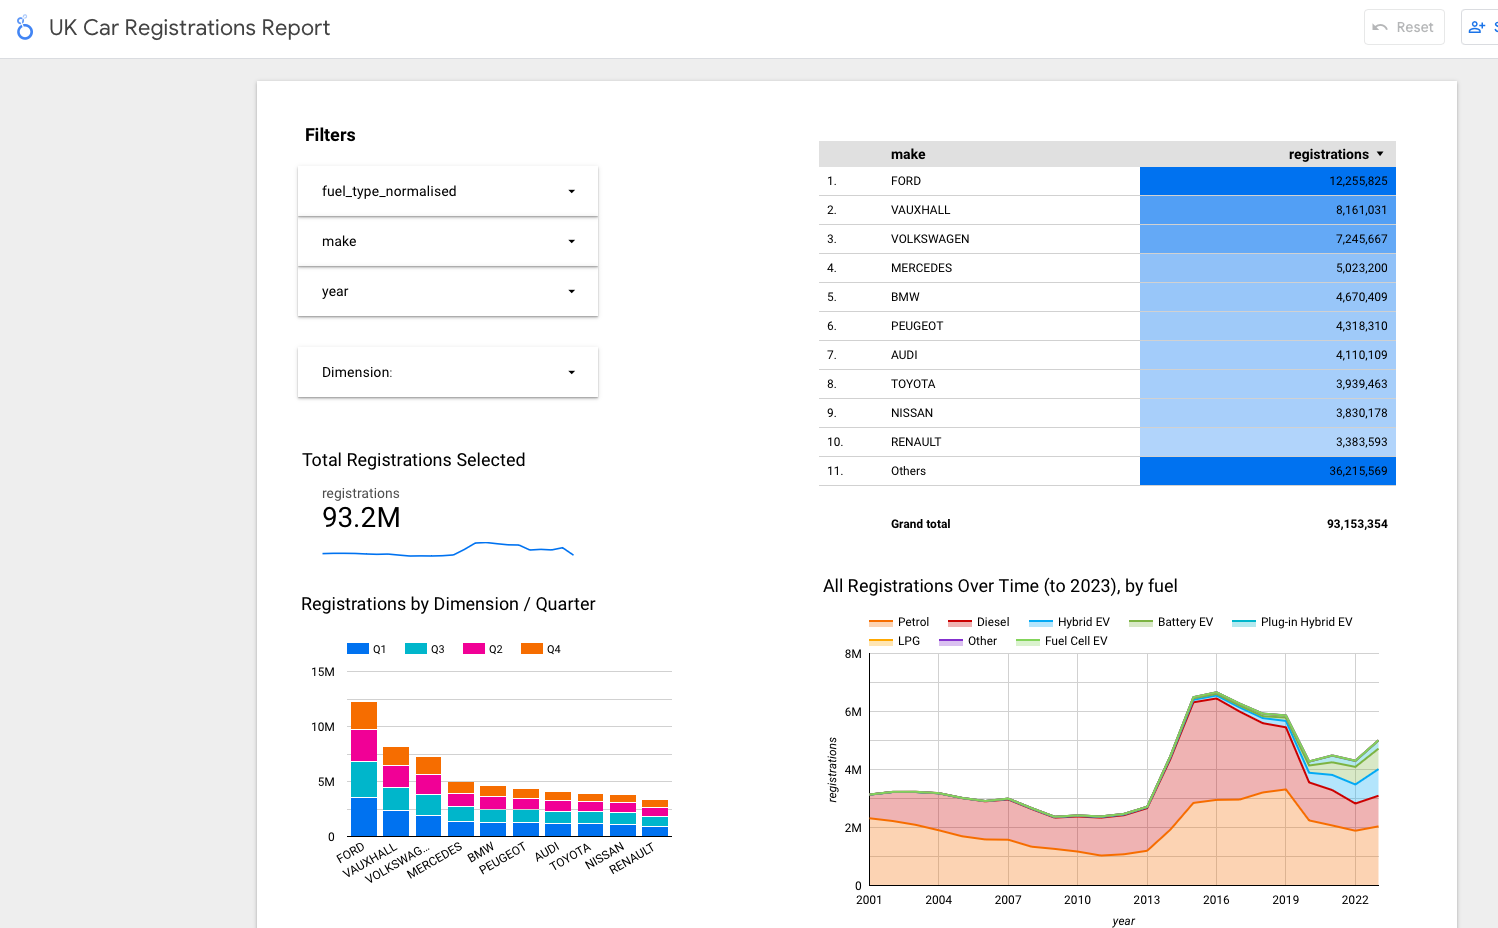 UK Car Registrations Report
Reset
Filters
fuel_type_normalised
make
year
Dimension:
Total Registrations Selected
registrations
93.2M
Registrations by Dimension / Quarter
Q1 Q3 Q2 Q4
15M
10M
5M
0
FORD
VAUXHALL
VOLKSWAG...
MERCEDES
BMW
PEUGEOT
AUDI
TOYOTA
NISSAN
RENAULT
make registrations
1. FORD 12,255,825
2. VAUXHALL 8,161,031
3. VOLKSWAGEN 7,245,667
4. MERCEDES 5,023,200
5. BMW 4,670,409
6. PEUGEOT 4,318,310
7. AUDI 4,110,109
8. TOYOTA 3,939,463
9. NISSAN 3,830,178
10. RENAULT 3,383,593
11. Others 36,215,569
Grand total 93,153,354
All Registrations Over Time (to 2023), by fuel
Petrol Diesel Hybrid EV Battery EV Plug-in Hybrid EV
LPG Other Fuel Cell EV
8M
6M
4M
2M
0
registrations
2001 2004 2007 2010 2013 2016 2019 2022
year